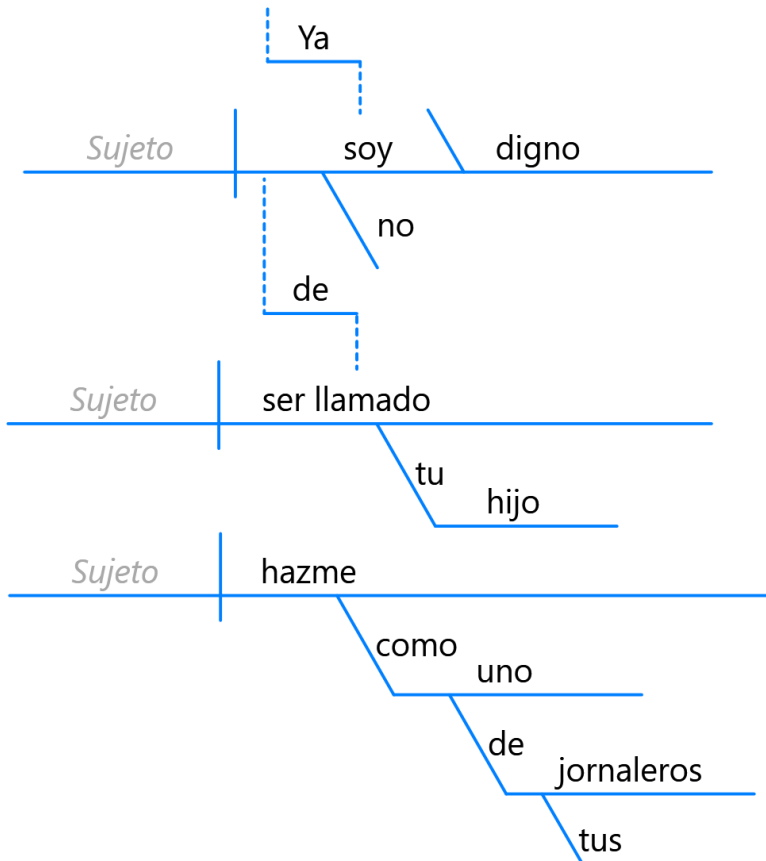 Ya
Sujeto soy digno
no
de
Sujeto ser llamado
tu
hijo
Sujeto hazme
como
uno
de
jornaleros
tus